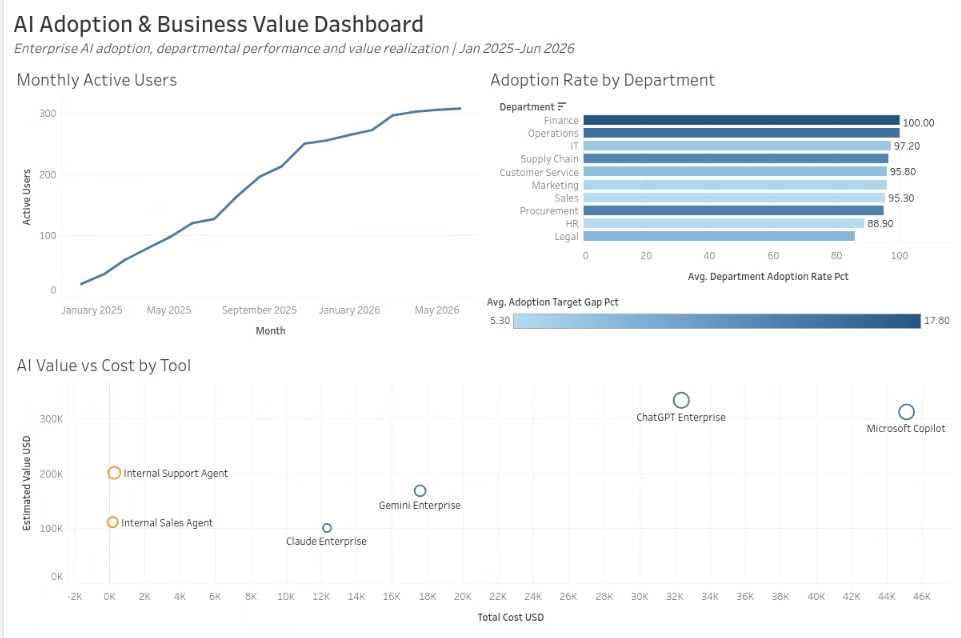 AI Adoption & Business Value Dashboard
Enterprise AI adoption, departmental performance and value realization | Jan 2025–Jun 2026
Monthly Active Users
300
200
100
0
Active Users
January 2025 May 2025 September 2025 January 2026 May 2026
Month
Adoption Rate by Department
Department
Finance 100.00
Operations
IT 97.20
Supply Chain
Customer Service 95.80
Marketing
Sales 95.30
Procurement
HR 88.90
Legal
0 20 40 60 80 100
Avg. Department Adoption Rate Pct
Avg. Adoption Target Gap Pct
5.30 17.80
AI Value vs Cost by Tool
300K
200K
100K
0K
Estimated Value USD
ChatGPT Enterprise
Microsoft Copilot
Internal Support Agent
Gemini Enterprise
Internal Sales Agent
Claude Enterprise
-2K 0K 2K 4K 6K 8K 10K 12K 14K 16K 18K 20K 22K 24K 26K 28K 30K 32K 34K 36K 38K 40K 42K 44K 46K
Total Cost USD